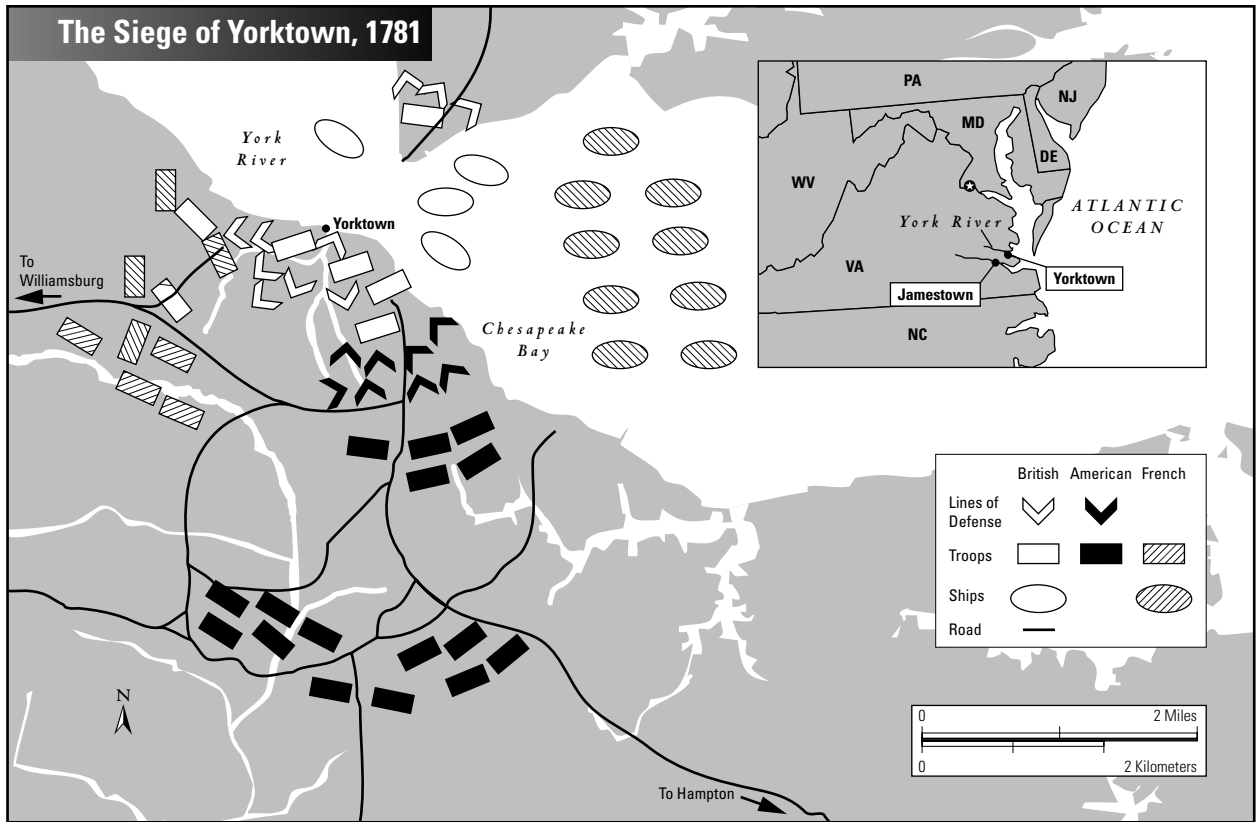 The Siege of Yorktown, 1781
York
River
Yorktown
To
Williamsburg
Chesapeake
Bay
PA
NJ
MD
DE
WV
ATLANTIC
OCEAN
York River
VA
Yorktown
Jamestown
NC
British American French
Lines of
Defense
Troops
Ships
Road
N
0 2 Miles
0 2 Kilometers
To Hampton